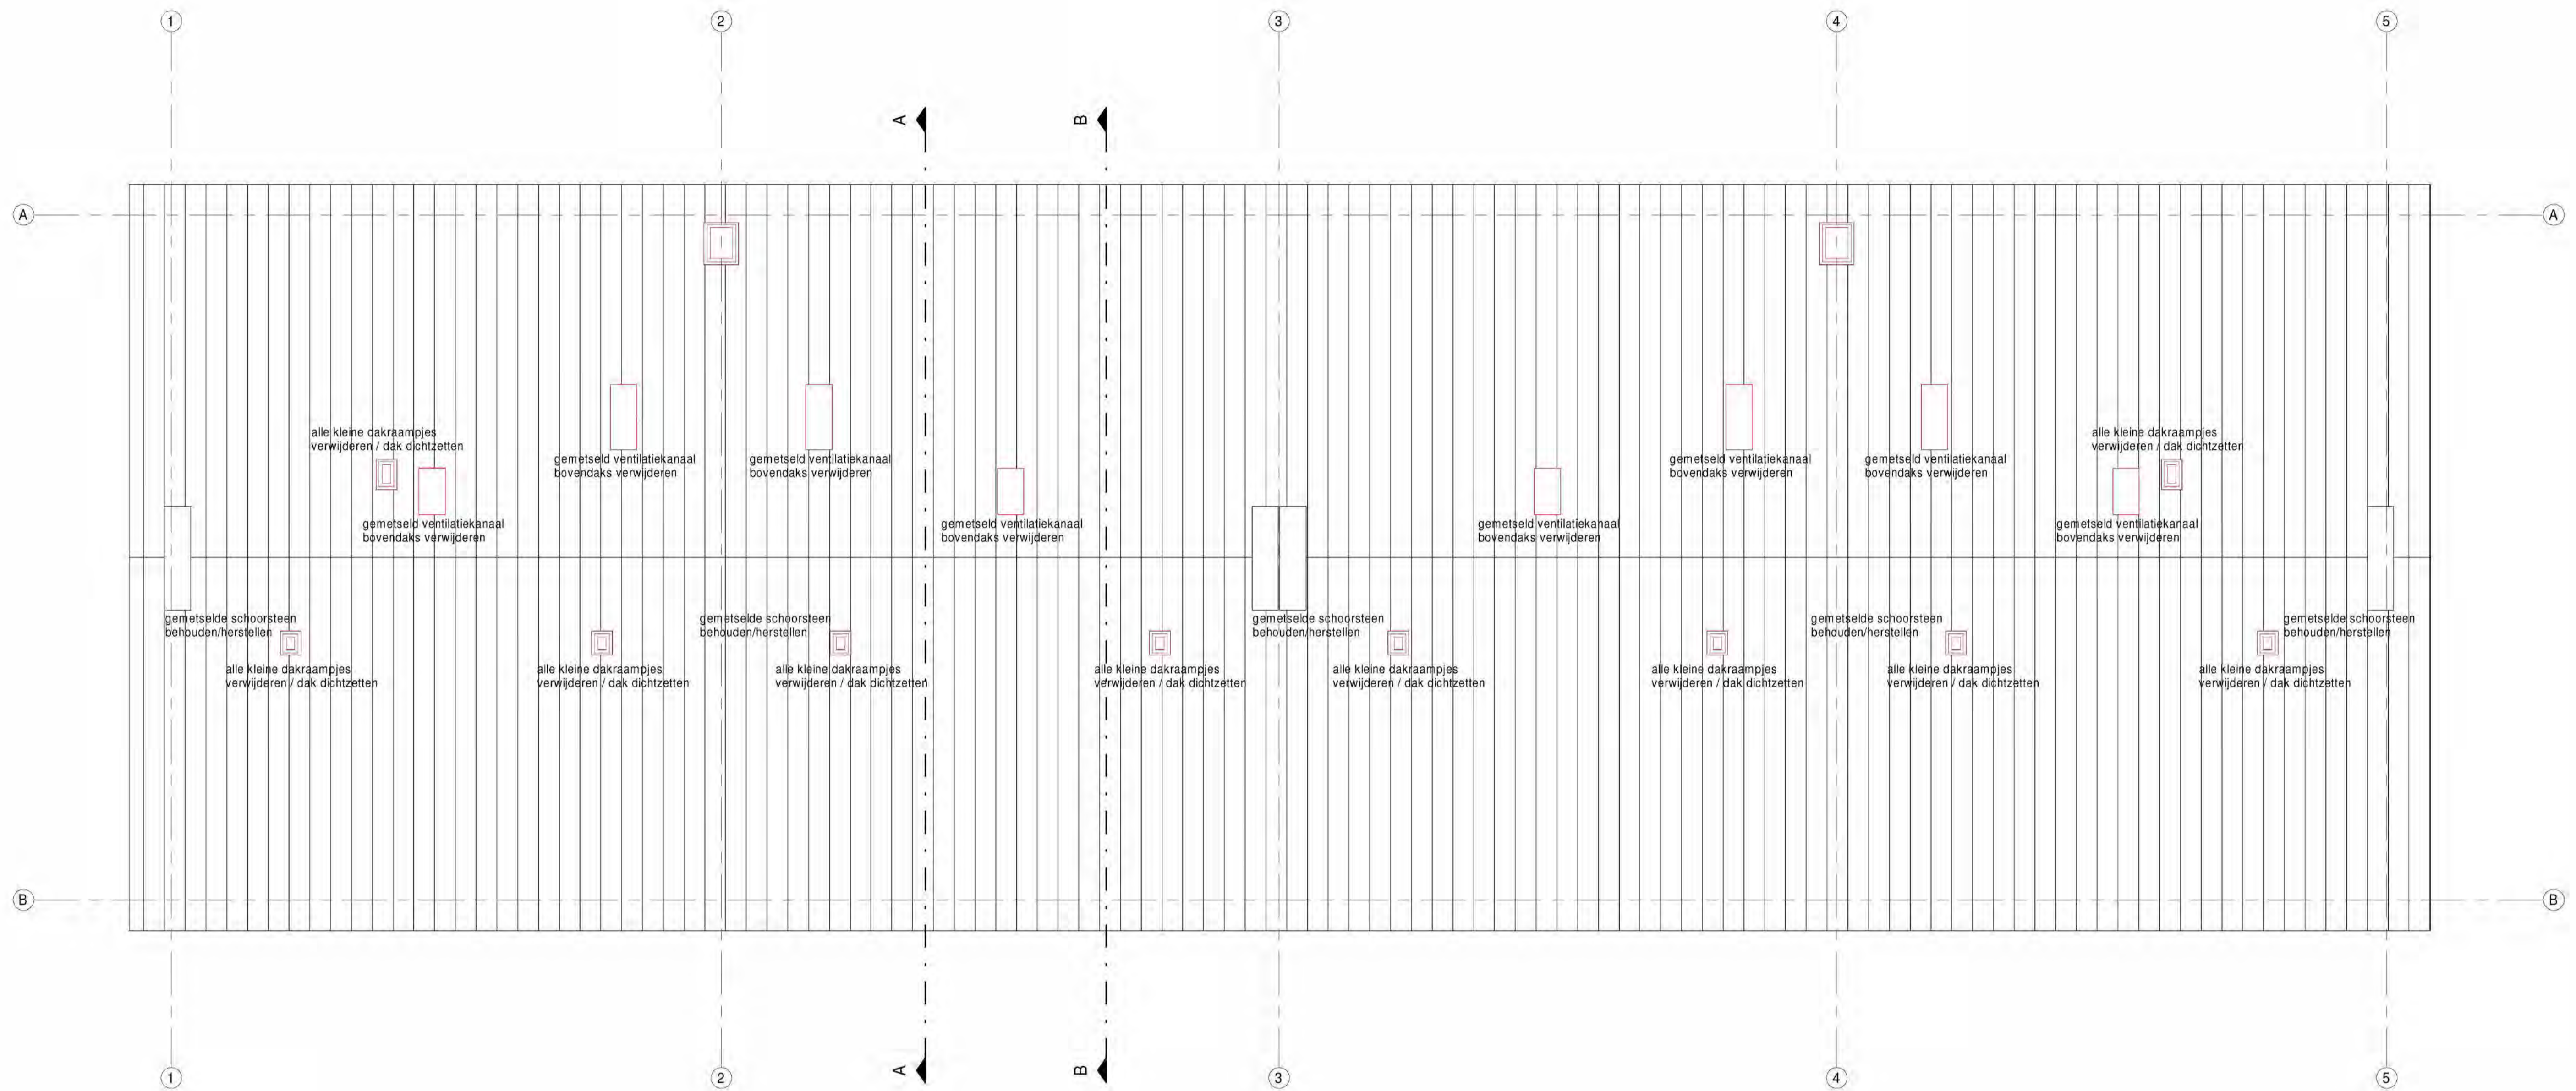 1
2
3
4
5
A
B
A
A
alle kleine dakraampjes
verwijderen / dak dichtzetten
alle kleine dakraampjes
verwijderen / dak dichtzetten
gemetseld ventilatiekanaal
bovendaks verwijderen
gemetseld ventilatiekanaal
bovendaks verwijderen
gemetseld ventilatiekanaal
bovendaks verwijderen
gemetseld ventilatiekanaal
bovendaks verwijderen
gemetseld ventilatiekanaal
bovendaks verwijderen
gemetseld ventilatiekanaal
bovendaks verwijderen
gemetseld ventilatiekanaal
bovendaks verwijderen
gemetseld ventilatiekanaal
bovendaks verwijderen
gemetselde schoorsteen
behouden/herstellen
gemetselde schoorsteen
behouden/herstellen
gemetselde schoorsteen
behouden/herstellen
gemetselde schoorsteen
behouden/herstellen
gemetselde schoorsteen
behouden/herstellen
alle kleine dakraampjes
verwijderen / dak dichtzetten
alle kleine dakraampjes
verwijderen / dak dichtzetten
alle kleine dakraampjes
verwijderen / dak dichtzetten
alle kleine dakraampjes
verwijderen / dak dichtzetten
alle kleine dakraampjes
verwijderen / dak dichtzetten
alle kleine dakraampjes
verwijderen / dak dichtzetten
alle kleine dakraampjes
verwijderen / dak dichtzetten
alle kleine dakraampjes
verwijderen / dak dichtzetten
B
B
A
B
1
2
3
4
5